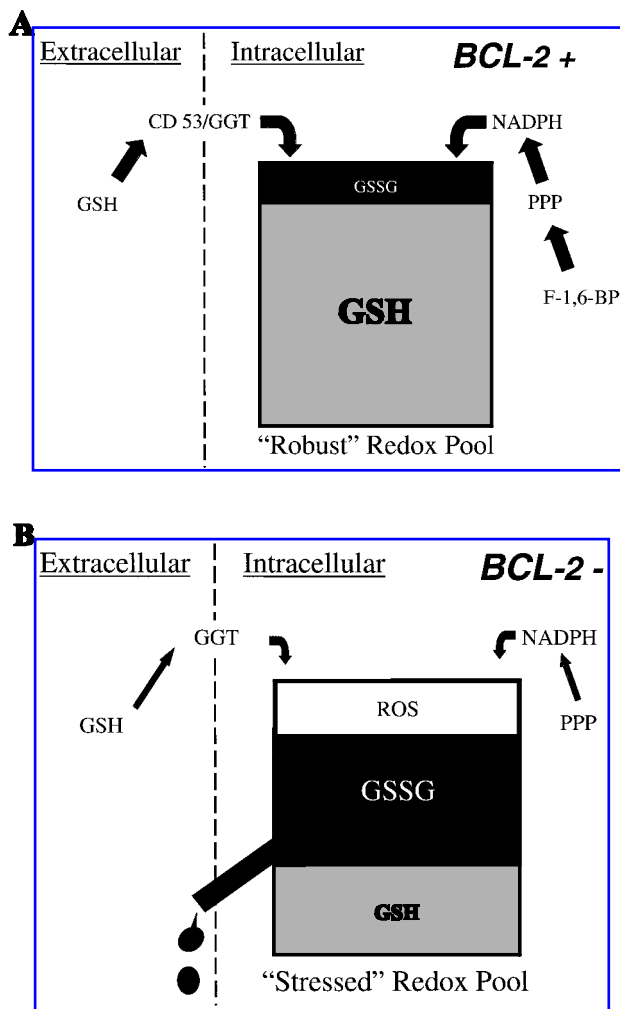 A
Extracellular
Intracellular
BCL-2 +
CD 53/GGT
NADPH
GSH
GSSG
PPP
GSH
F-1,6-BP
“Robust” Redox Pool
B
Extracellular
Intracellular
BCL-2 -
GGT
NADPH
GSH
ROS
PPP
GSSG
GSH
“Stressed” Redox Pool